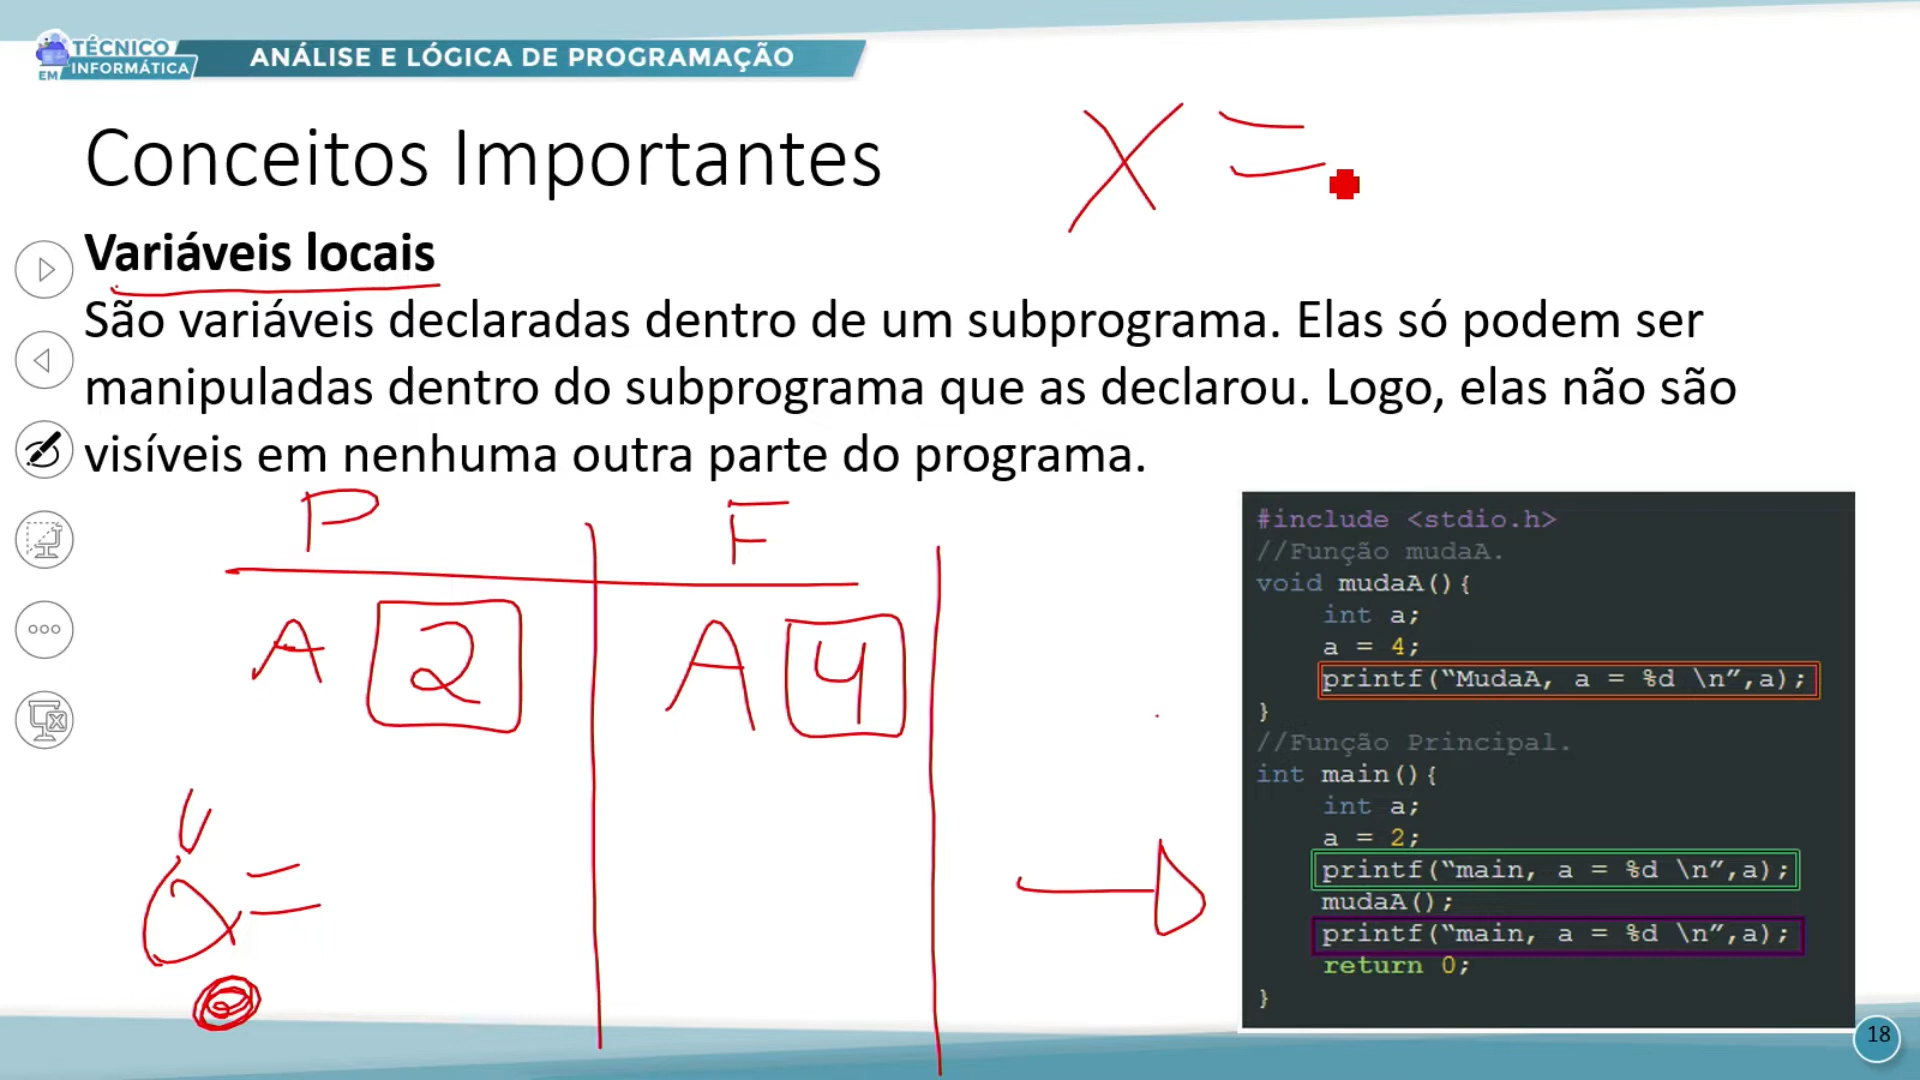 TÉCNICO
EM INFORMÁTICA
ANÁLISE E LÓGICA DE PROGRAMAÇÃO
Conceitos Importantes
X =
Variáveis locais
São variáveis declaradas dentro de um subprograma. Elas só podem ser
manipuladas dentro do subprograma que as declarou. Logo, elas não são
visíveis em nenhuma outra parte do programa.
P F
A 2 A 4
#include <stdio.h>
//Função mudaA.
void mudaA(){
int a;
a = 4;
printf(“MudaA, a = %d \n”,a);
}
//Função Principal.
int main(){
int a;
a = 2;
printf(“main, a = %d \n”,a);
mudaA();
printf(“main, a = %d \n”,a);
return 0;
}
18